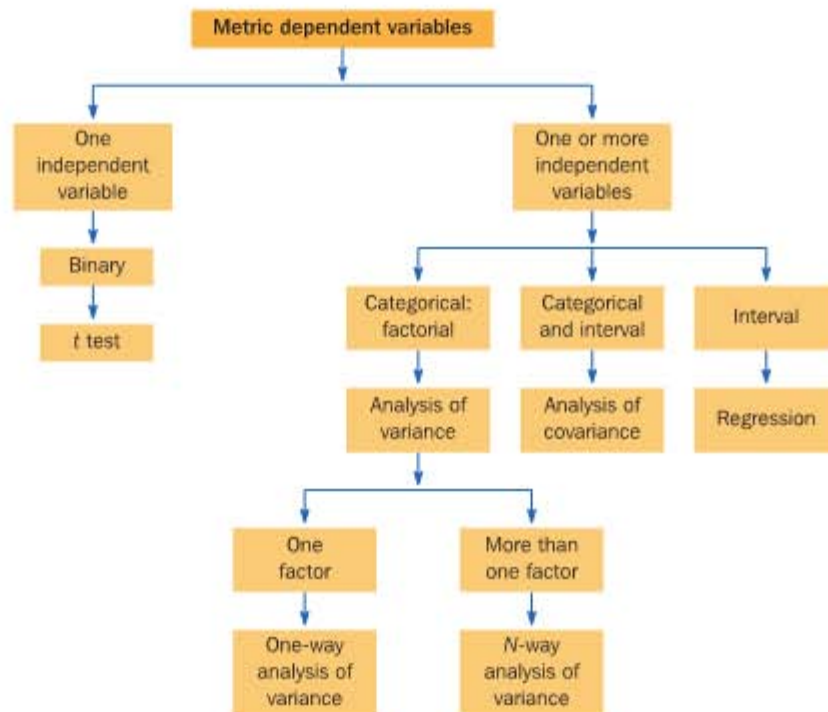 Metric dependent variables
One
independent
variable
One or more
independent
variables
Binary
t test
Categorical:
factorial
Categorical
and interval
Interval
Analysis of
variance
Analysis of
covariance
Regression
One
factor
More than
one factor
One-way
analysis of
variance
N-way
analysis of
variance